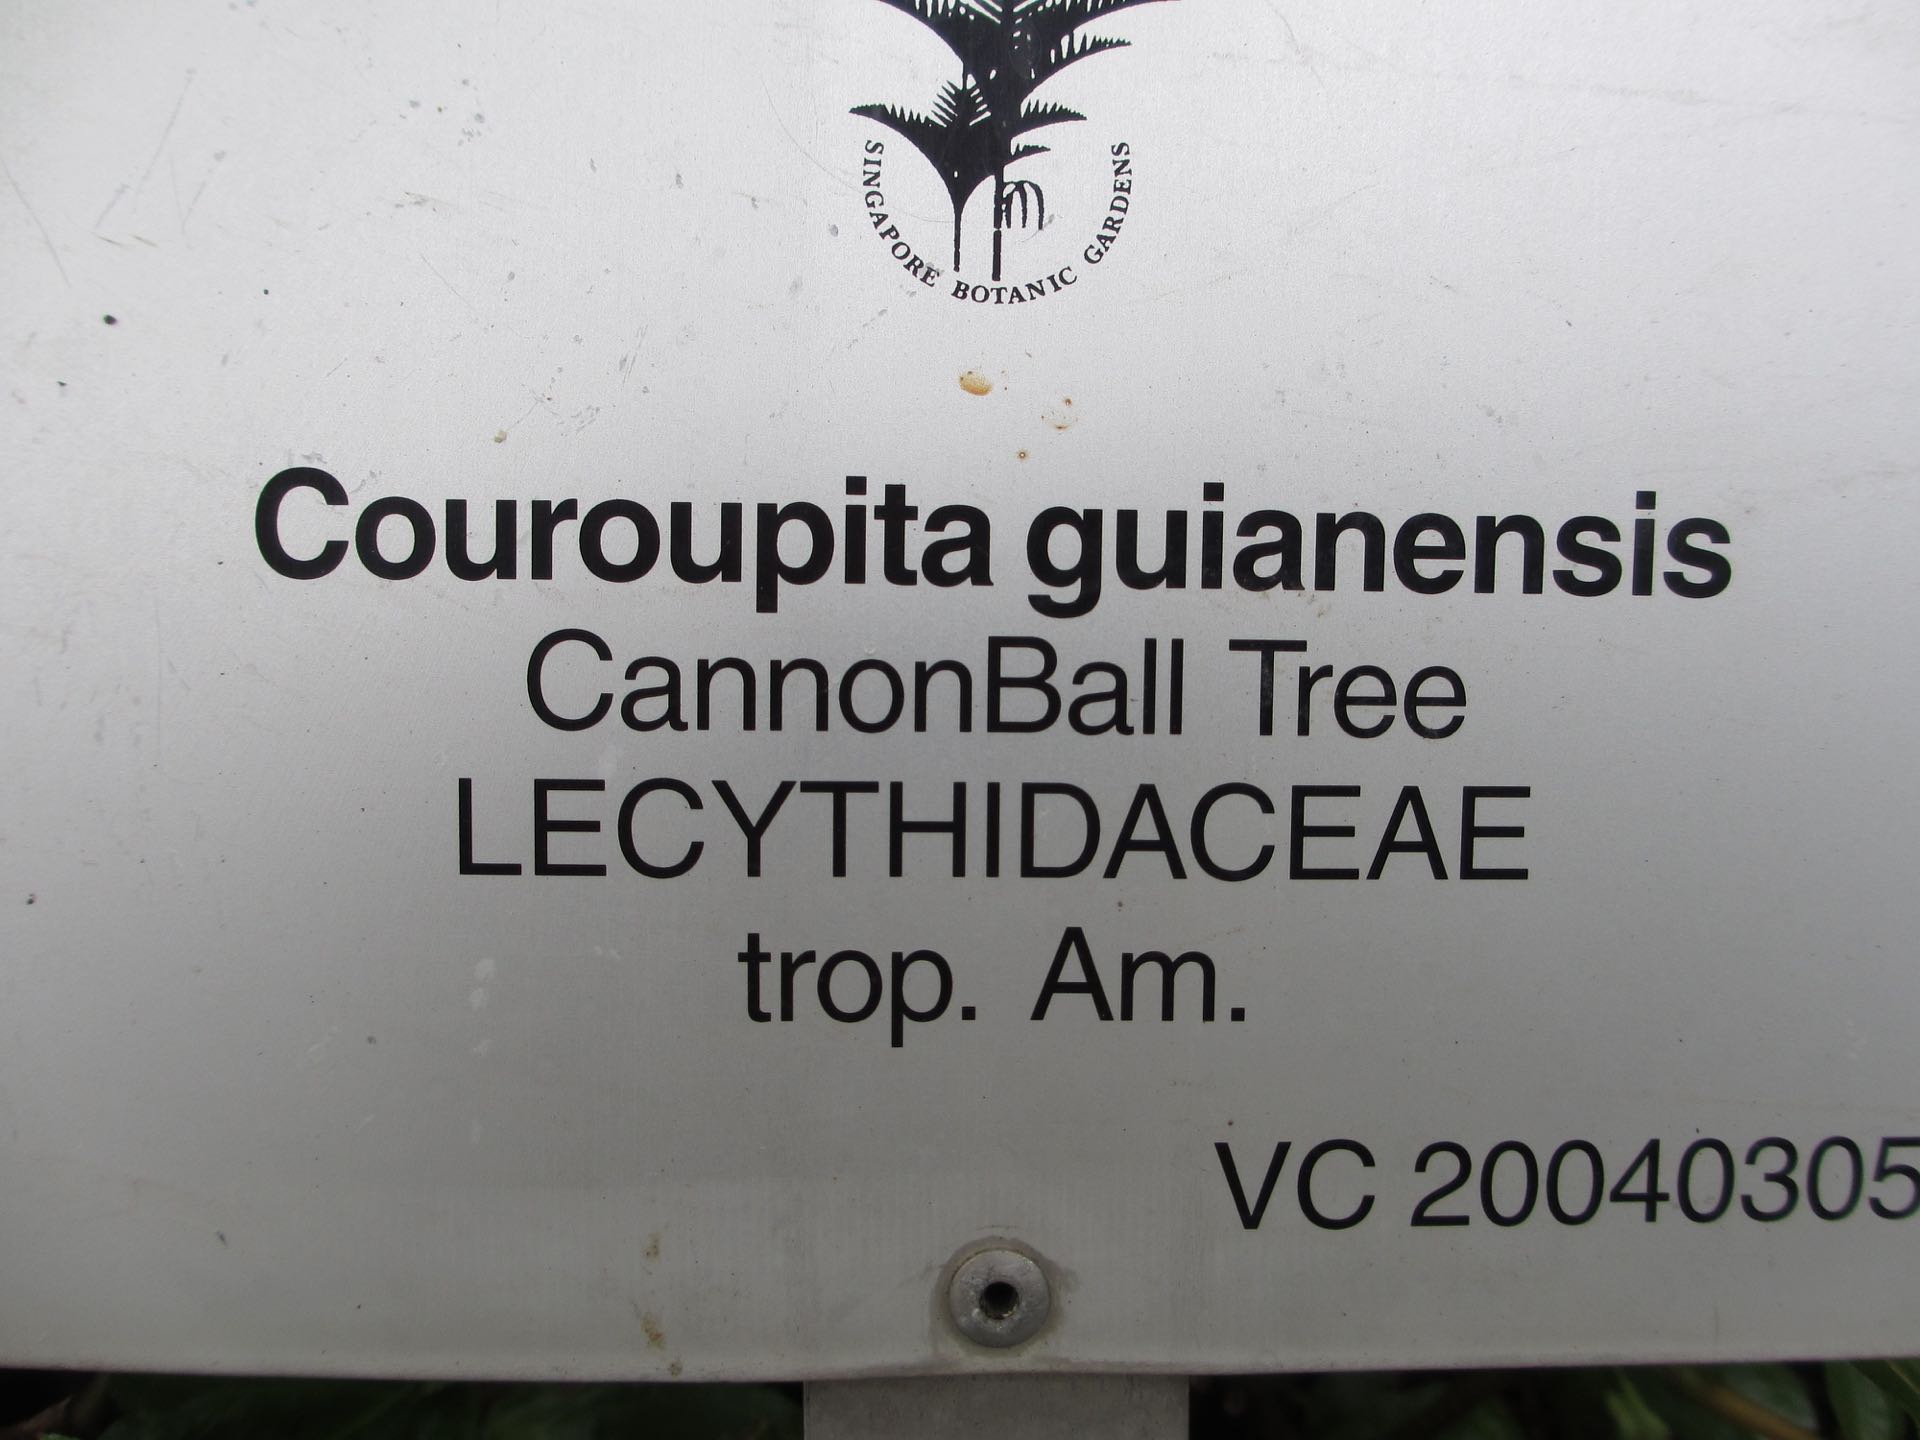 SINGAPORE BOTANIC GARDENS
Couroupita guianensis
CannonBall Tree
LECYTHIDACEAE
trop. Am.
VC 20040305